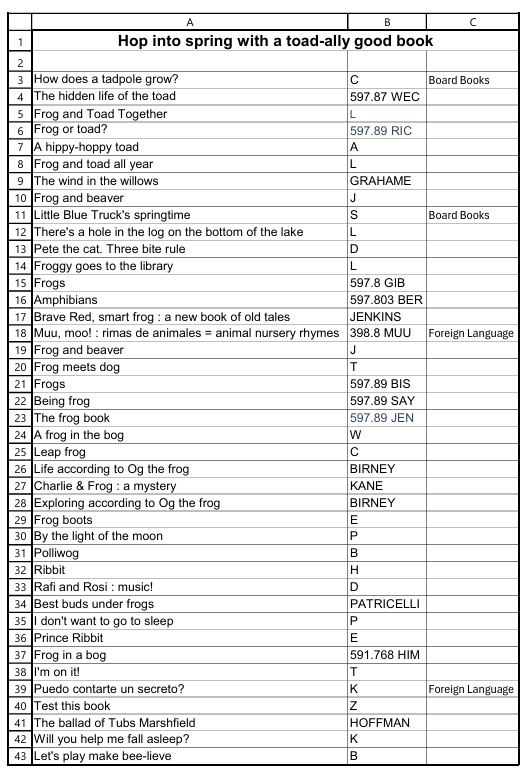 A B C
1 Hop into spring with a toad-ally good book
2
3 How does a tadpole grow? C Board Books
4 The hidden life of the toad 597.87 WEC
5 Frog and Toad Together L
6 Frog or toad? 597.89 RIC
7 A hippy-hoppy toad A
8 Frog and toad all year L
9 The wind in the willows GRAHAME
10 Frog and beaver J
11 Little Blue Truck's springtime S Board Books
12 There's a hole in the log on the bottom of the lake L
13 Pete the cat. Three bite rule D
14 Froggy goes to the library L
15 Frogs 597.8 GIB
16 Amphibians 597.803 BER
17 Brave Red, smart frog : a new book of old tales JENKINS
18 Muu, moo! : rimas de animales = animal nursery rhymes 398.8 MUU Foreign Language
19 Frog and beaver J
20 Frog meets dog T
21 Frogs 597.89 BIS
22 Being frog 597.89 SAY
23 The frog book 597.89 JEN
24 A frog in the bog W
25 Leap frog C
26 Life according to Og the frog BIRNEY
27 Charlie & Frog : a mystery KANE
28 Exploring according to Og the frog BIRNEY
29 Frog boots E
30 By the light of the moon P
31 Polliwog B
32 Ribbit H
33 Rafi and Rosi : music! D
34 Best buds under frogs PATRICELLI
35 I don't want to go to sleep P
36 Prince Ribbit E
37 Frog in a bog 591.768 HIM
38 I'm on it! T
39 Puedo contarte un secreto? K Foreign Language
40 Test this book Z
41 The ballad of Tubs Marshfield HOFFMAN
42 Will you help me fall asleep? K
43 Let's play make bee-lieve B